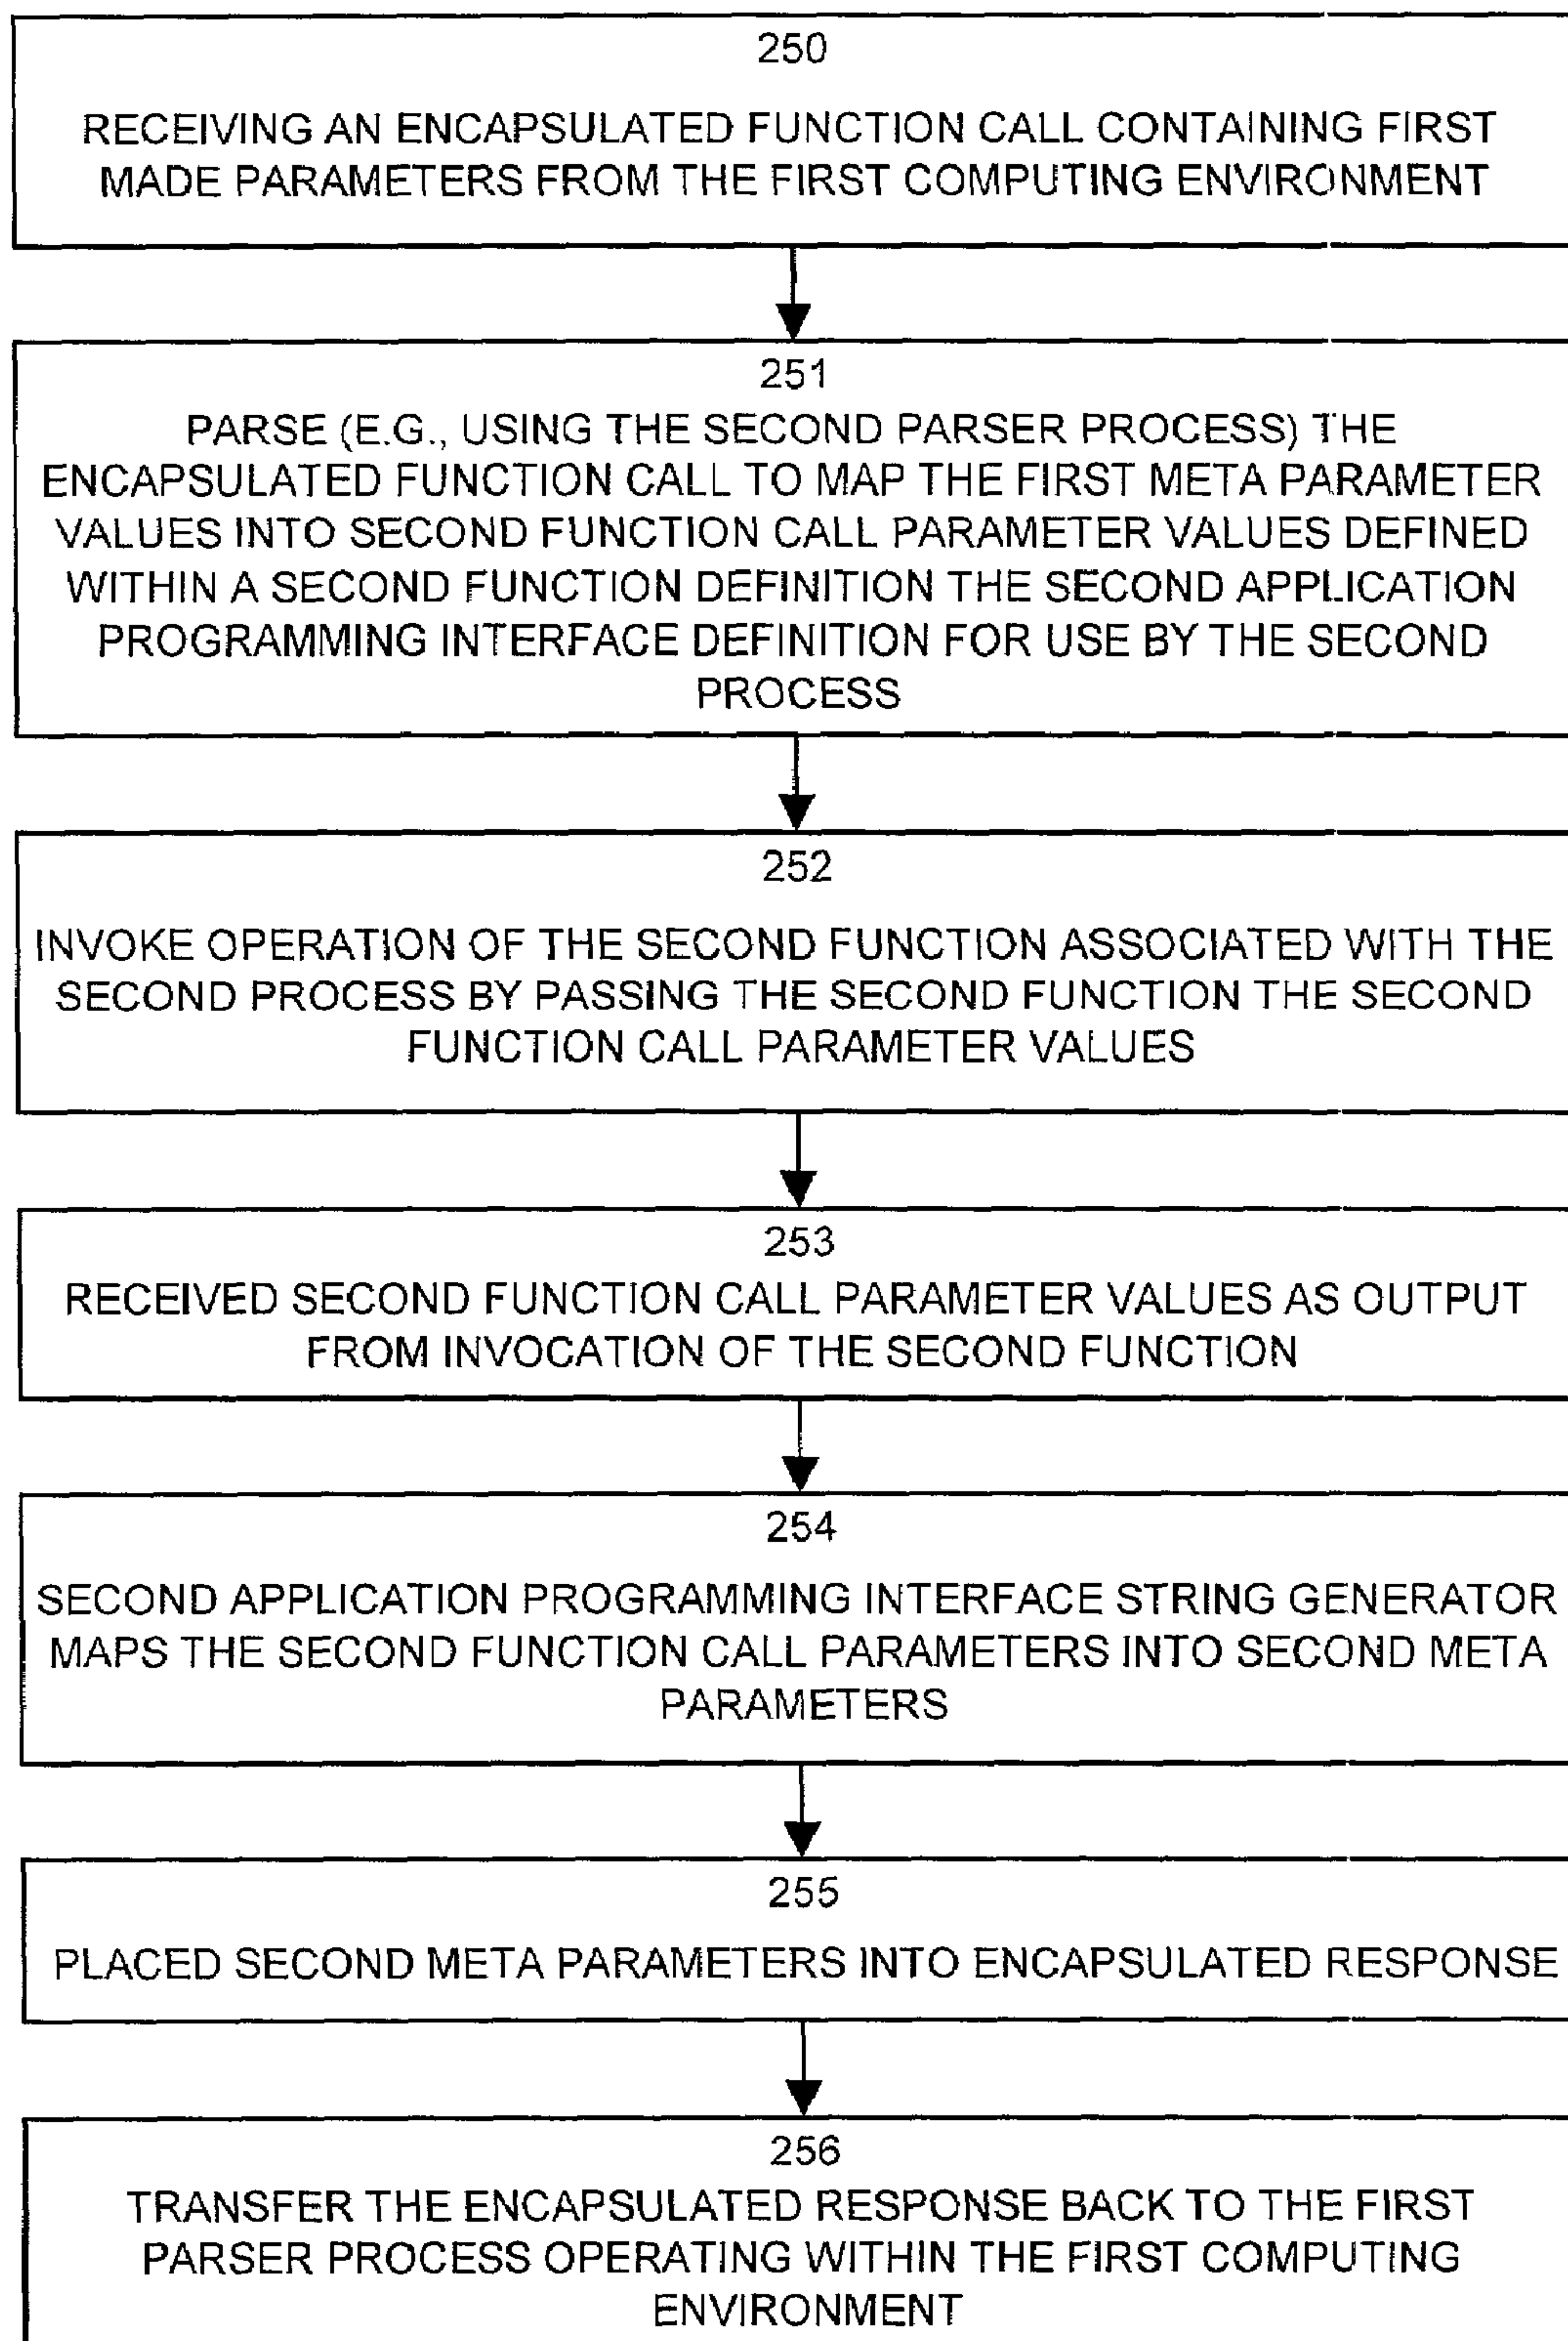 250
RECEIVING AN ENCAPSULATED FUNCTION CALL CONTAINING FIRST
MADE PARAMETERS FROM THE FIRST COMPUTING ENVIRONMENT
251
PARSE (E.G., USING THE SECOND PARSER PROCESS) THE
ENCAPSULATED FUNCTION CALL TO MAP THE FIRST META PARAMETER
VALUES INTO SECOND FUNCTION CALL PARAMETER VALUES DEFINED
WITHIN A SECOND FUNCTION DEFINITION THE SECOND APPLICATION
PROGRAMMING INTERFACE DEFINITION FOR USE BY THE SECOND
PROCESS
252
INVOKE OPERATION OF THE SECOND FUNCTION ASSOCIATED WITH THE
SECOND PROCESS BY PASSING THE SECOND FUNCTION THE SECOND
FUNCTION CALL PARAMETER VALUES
253
RECEIVED SECOND FUNCTION CALL PARAMETER VALUES AS OUTPUT
FROM INVOCATION OF THE SECOND FUNCTION
254
SECOND APPLICATION PROGRAMMING INTERFACE STRING GENERATOR
MAPS THE SECOND FUNCTION CALL PARAMETERS INTO SECOND META
PARAMETERS
255
PLACED SECOND META PARAMETERS INTO ENCAPSULATED RESPONSE
256
TRANSFER THE ENCAPSULATED RESPONSE BACK TO THE FIRST
PARSER PROCESS OPERATING WITHIN THE FIRST COMPUTING
ENVIRONMENT